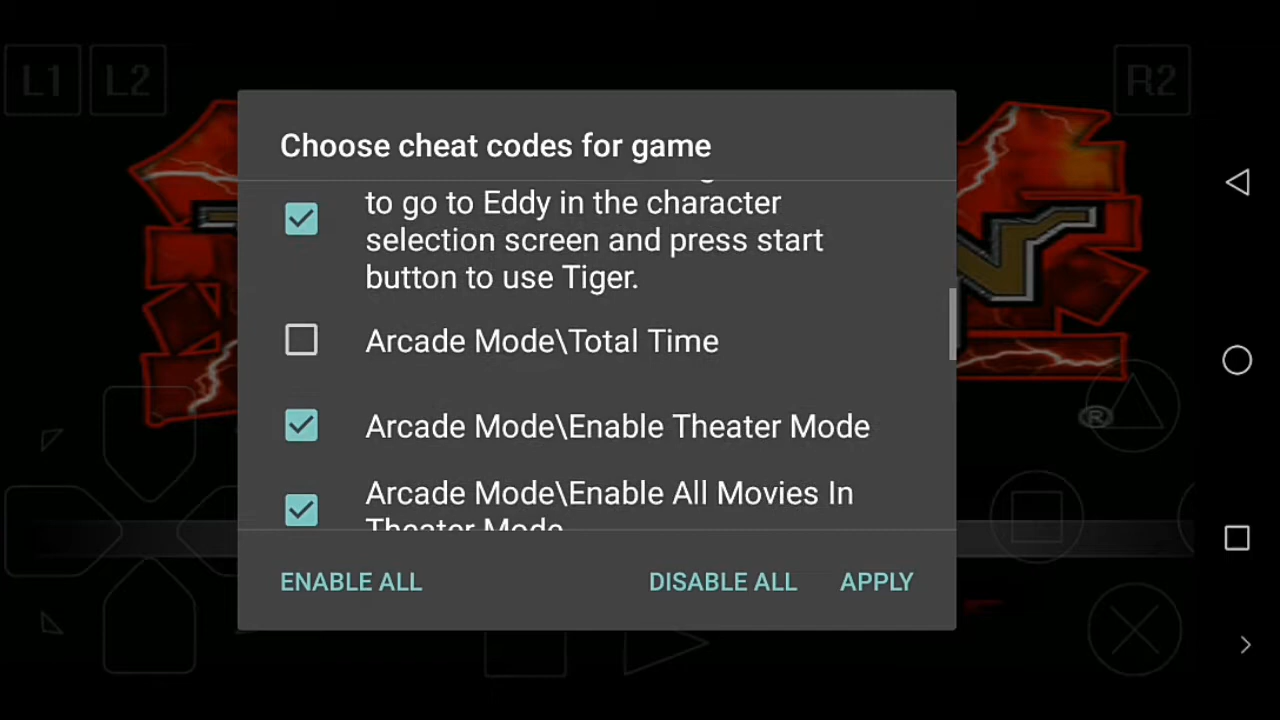 L1 L2
R2
Choose cheat codes for game
to go to Eddy in the character
selection screen and press start
button to use Tiger.
Arcade Mode\Total Time
®
Arcade Mode\Enable Theater Mode
Arcade Mode\Enable All Movies In
Theater Mode
ENABLE ALL
DISABLE ALL
APPLY